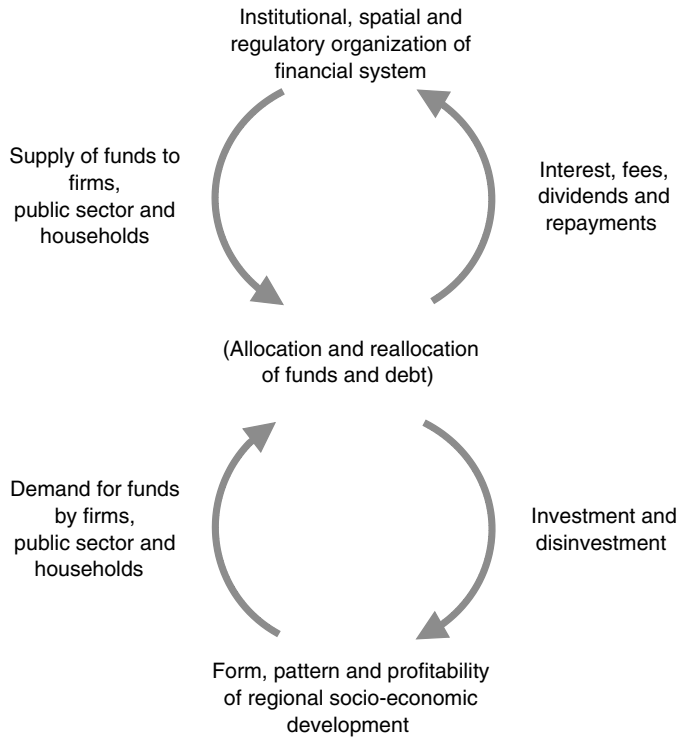 Institutional, spatial and
regulatory organization of
financial system
Supply of funds to
firms,
public sector and
households
Interest, fees,
dividends and
repayments
(Allocation and reallocation
of funds and debt)
Demand for funds
by firms,
public sector and
households
Investment and
disinvestment
Form, pattern and profitability
of regional socio-economic
development